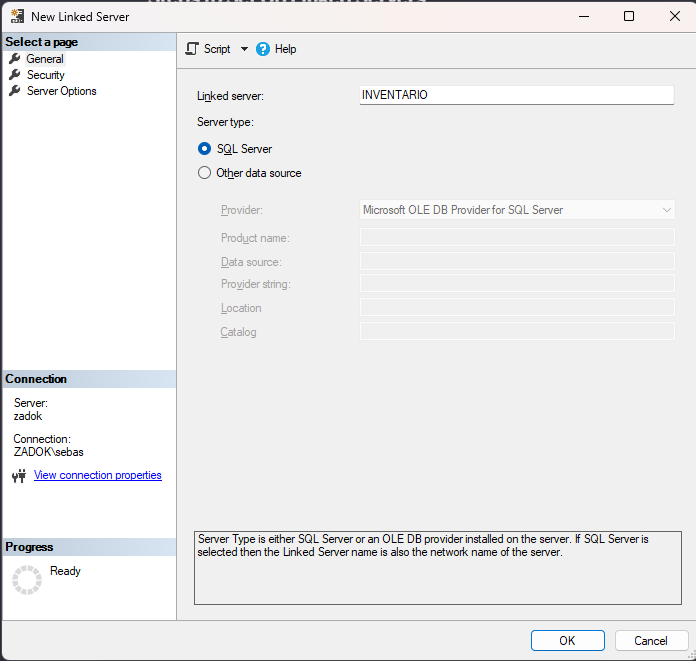 New Linked Server
Select a page
General
Security
Server Options
Script
Help
Linked server:
INVENTARIO
Server type:
SQL Server
Other data source
Provider:
Microsoft OLE DB Provider for SQL Server
Product name:
Data source:
Provider string:
Location
Catalog
Connection
Server:
zadok
Connection:
ZADOK\sebas
View connection properties
Progress
Ready
Server Type is either SQL Server or an OLE DB provider installed on the server. If SQL Server is
selected then the Linked Server name is also the network name of the server.
OK
Cancel